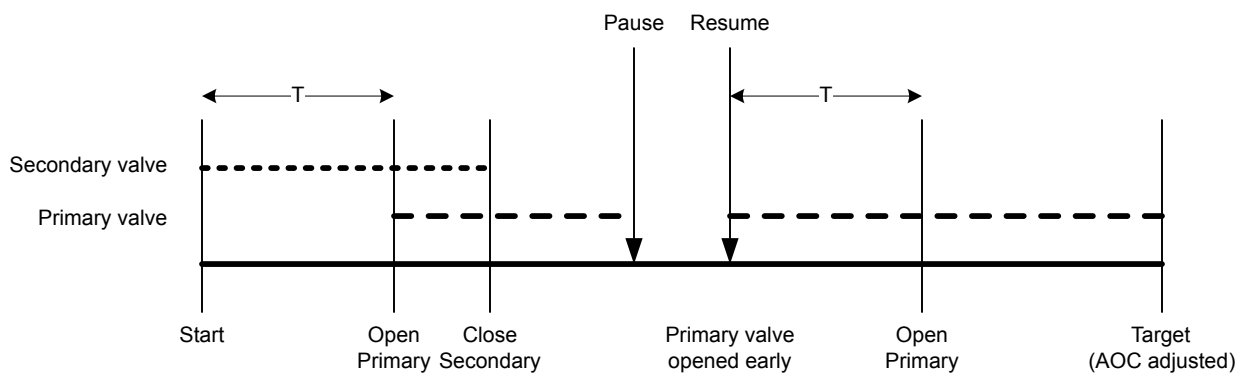 Pause
Resume
T
T
Secondary valve
Primary valve
Start
Open
Primary
Close
Secondary
Primary valve
opened early
Open
Primary
Target
(AOC adjusted)